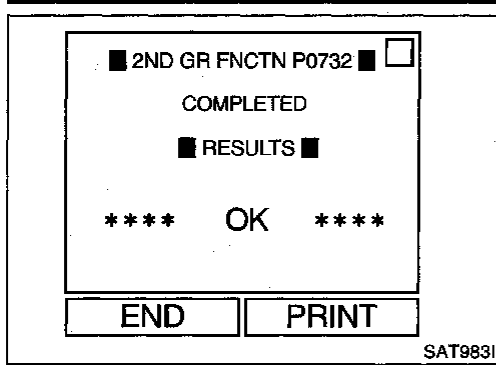 ■ 2ND GR FNCTN P0732 ■
COMPLETED
■ RESULTS ■
**** OK ****
END PRINT
SAT983I